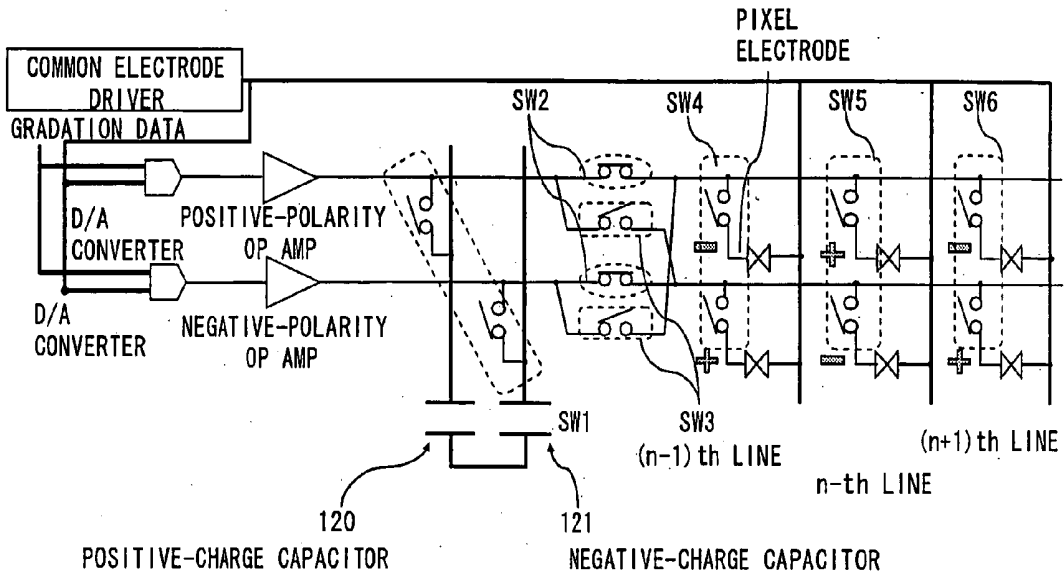 PIXEL
ELECTRODE
COMMON ELECTRODE
DRIVER
GRADATION DATA
SW2
SW4
SW5
SW6
D/A
CONVERTER
POSITIVE-POLARITY
OP AMP
D/A
CONVERTER
NEGATIVE-POLARITY
OP AMP
SW1
SW3
(n-1)th LINE
n-th LINE
(n+1)th LINE
120
121
POSITIVE-CHARGE CAPACITOR
NEGATIVE-CHARGE CAPACITOR